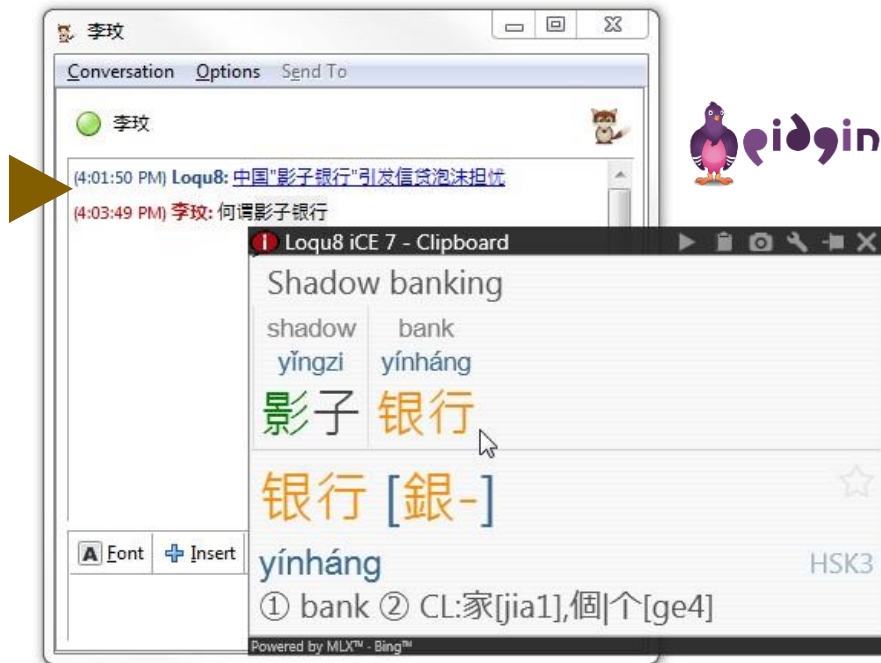 李玟
Conversation Options Send To
李玟
pidgin
(4:01:50 PM) Loqu8: 中国"影子银行"引发信贷泡沫担忧
(4:03:49 PM) 李玟: 何谓影子银行
Loqu8 iCE 7 - Clipboard
Shadow banking
shadow bank
yǐngzi yínháng
影子 银行
银行 [銀-]
yínháng
HSK3
① bank ② CL:家[jia1],個|个[ge4]
A Font Insert
Powered by MLX™ - Bing™